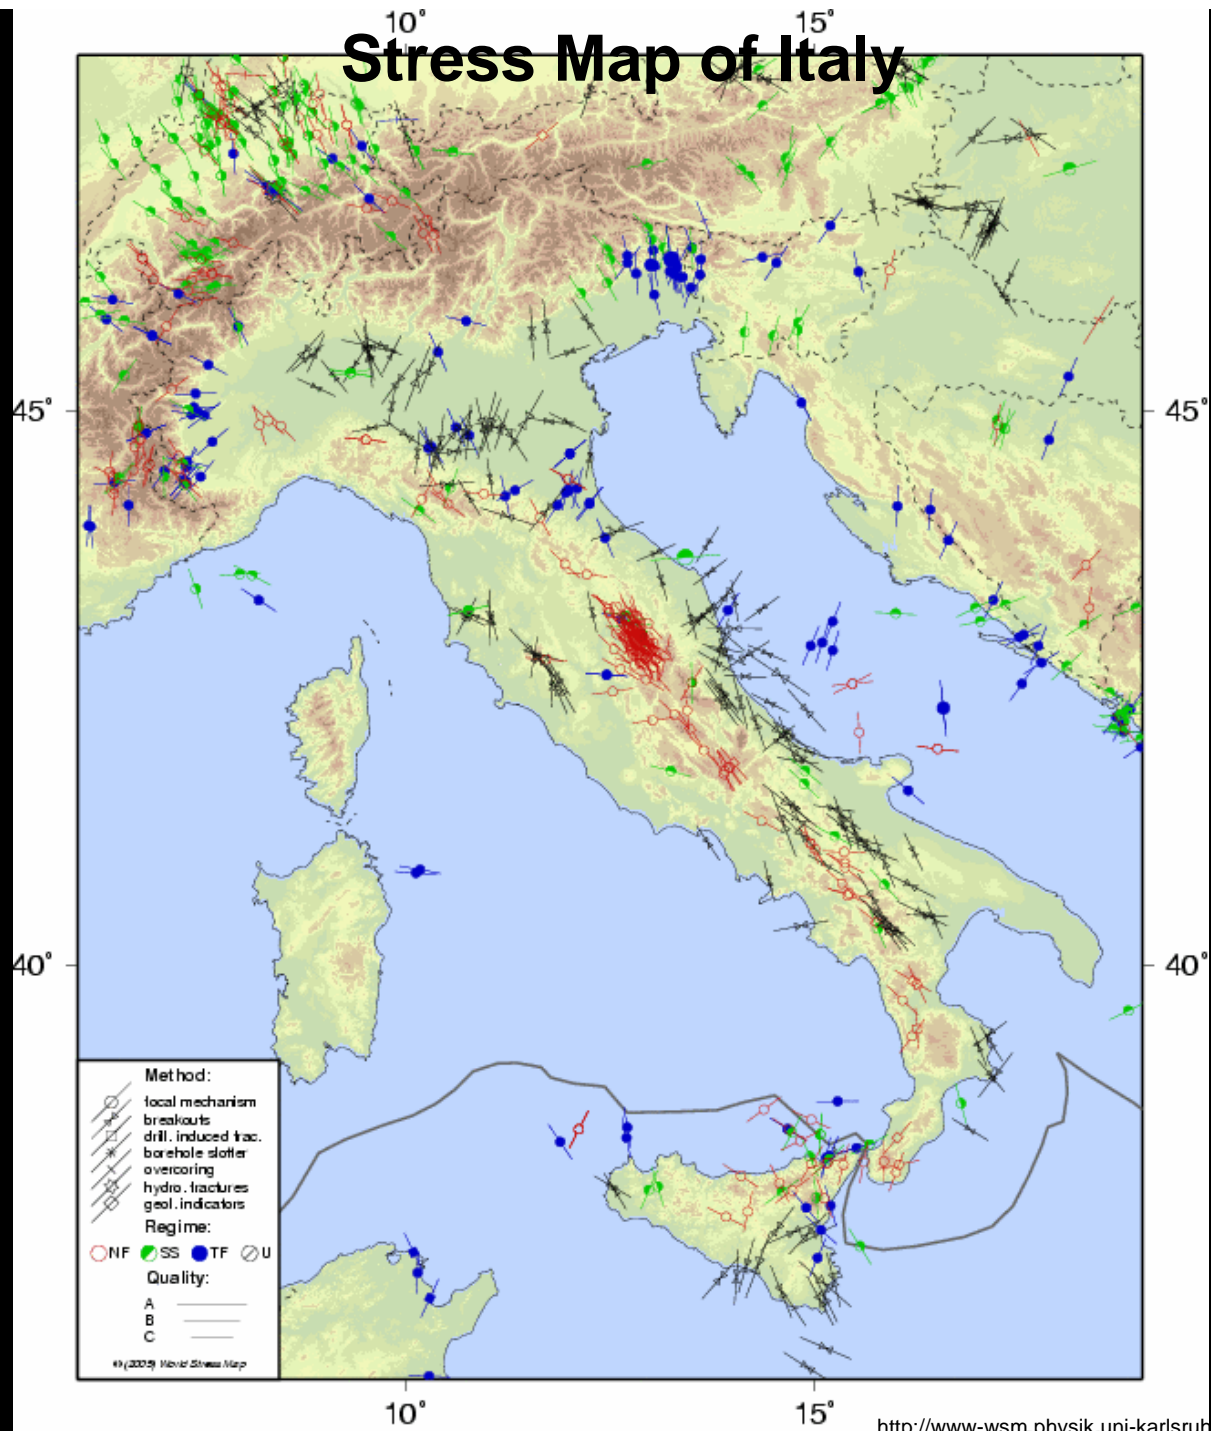 10° 15°
Stress Map of Italy
45° 45°
40° 40°
Method:
focal mechanism
breakouts
drill. induced frac.
borehole slotter
overcoring
hydro. fractures
geol. indicators
Regime:
NF SS TF U
Quality:
A
B
C
(2005) World Stress Map
10° 15°
http://www-wsm.physik.uni-karlsruh